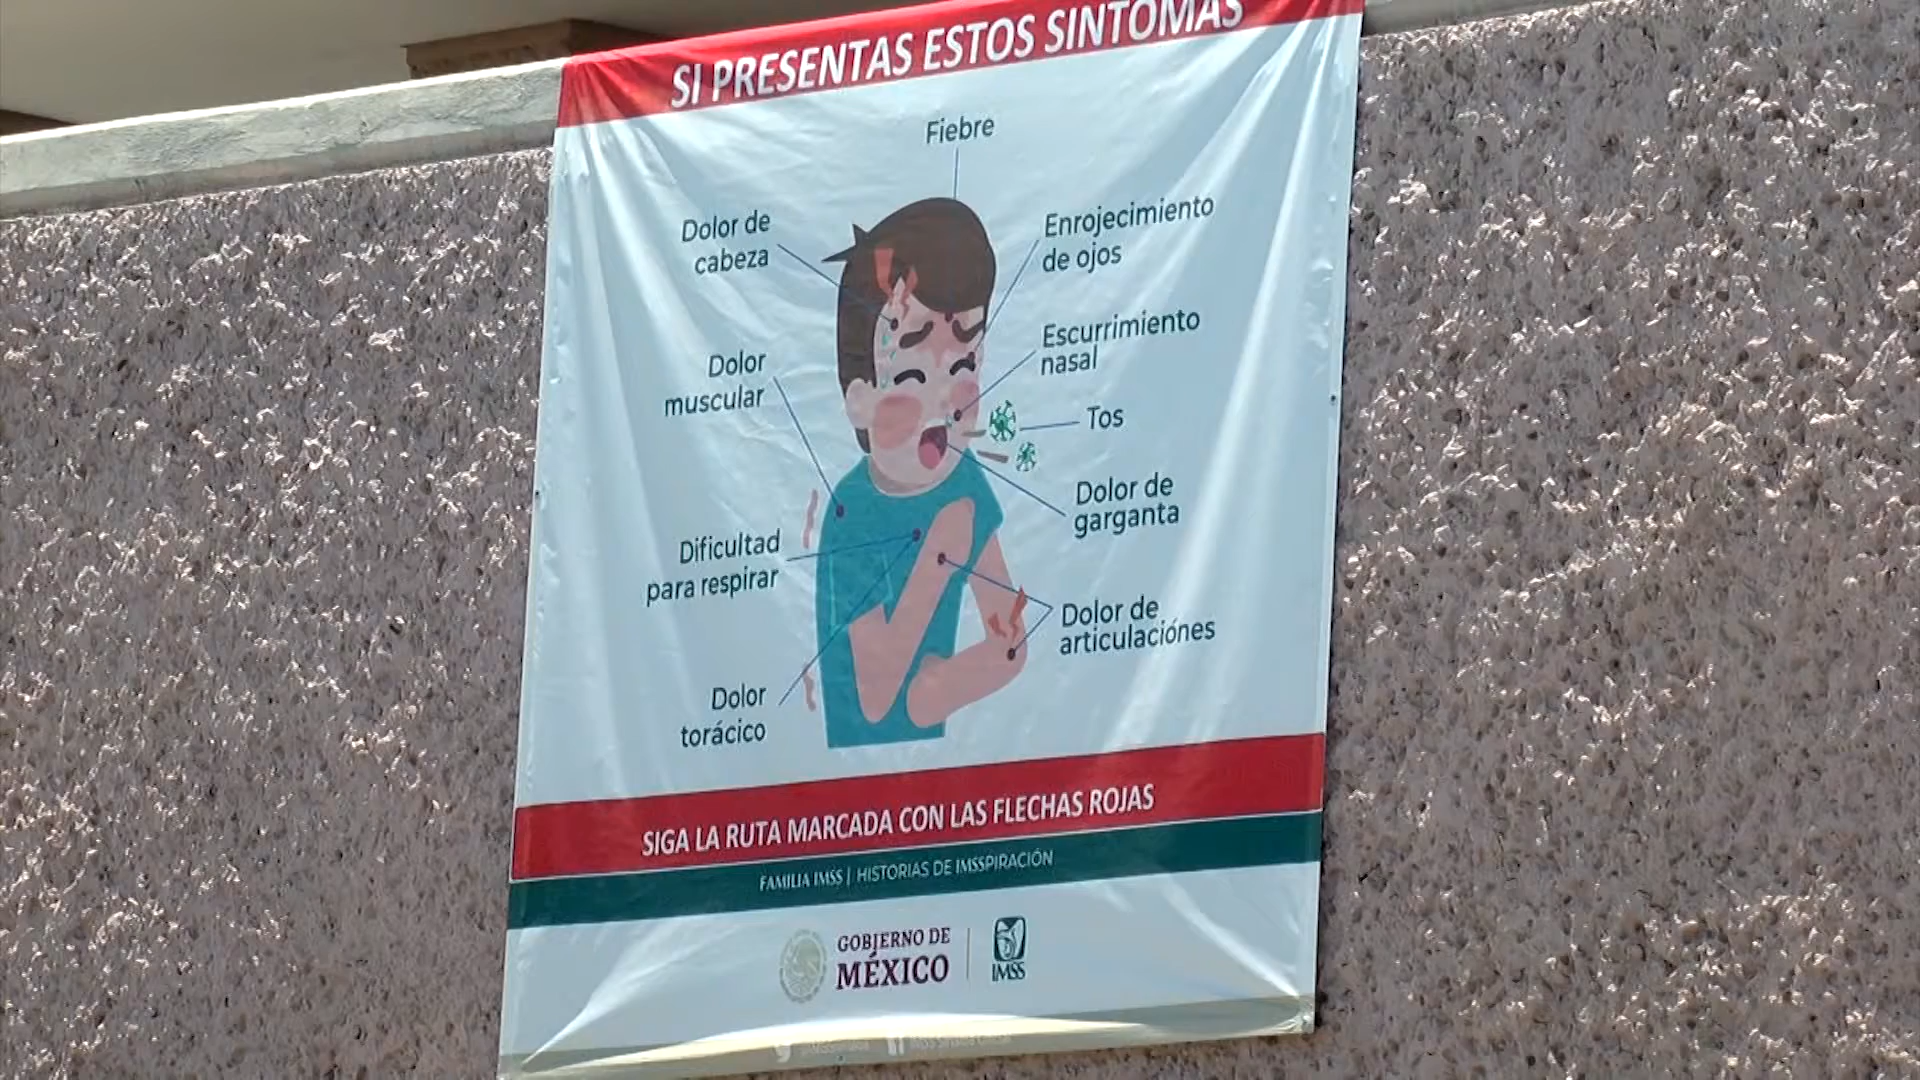 SI PRESENTAS ESTOS SINTOMAS
Fiebre
Dolor de
cabeza
Enrojecimiento
de ojos
Escurrimiento
nasal
Dolor
muscular
Tos
Dolor de
garganta
Dificultad
para respirar
Dolor de
articulaciónes
Dolor
torácico
SIGA LA RUTA MARCADA CON LAS FLECHAS ROJAS
FAMILIA IMSS | HISTORIAS DE IMSSPIRACIÓN
GOBIERNO DE
MÉXICO
IMSS